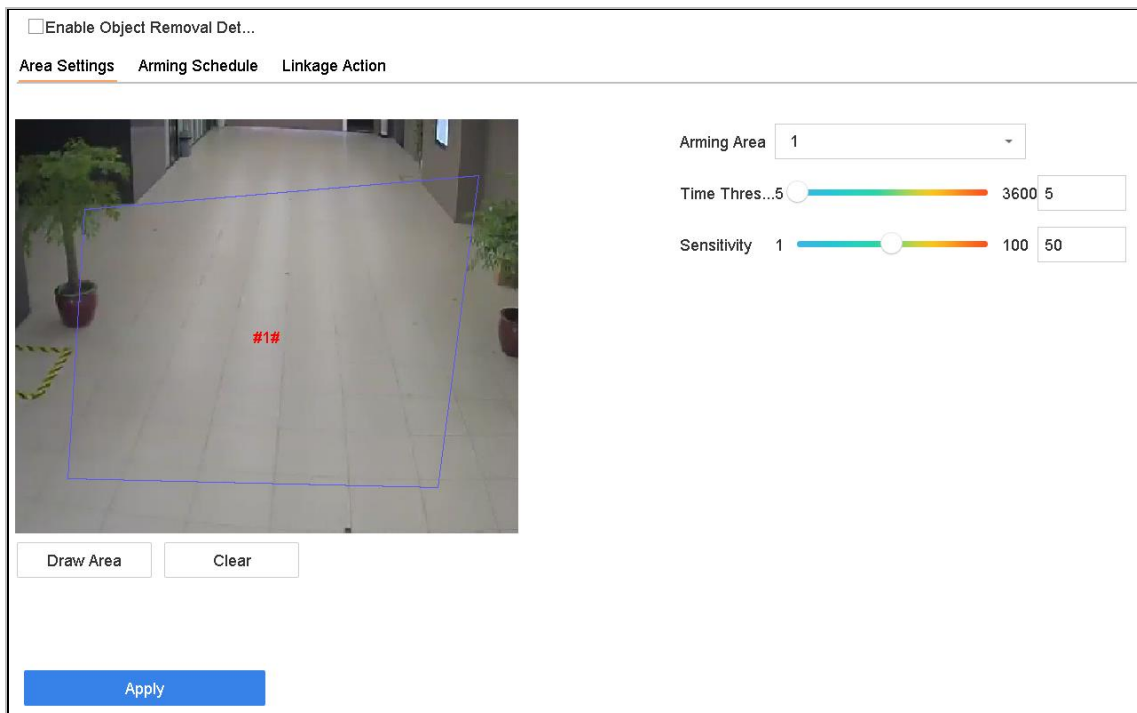 Enable Object Removal Det...
Area Settings Arming Schedule Linkage Action
Arming Area 1
Time Thres...5 3600 5
Sensitivity 1 100 50
#1#
Draw Area Clear
Apply